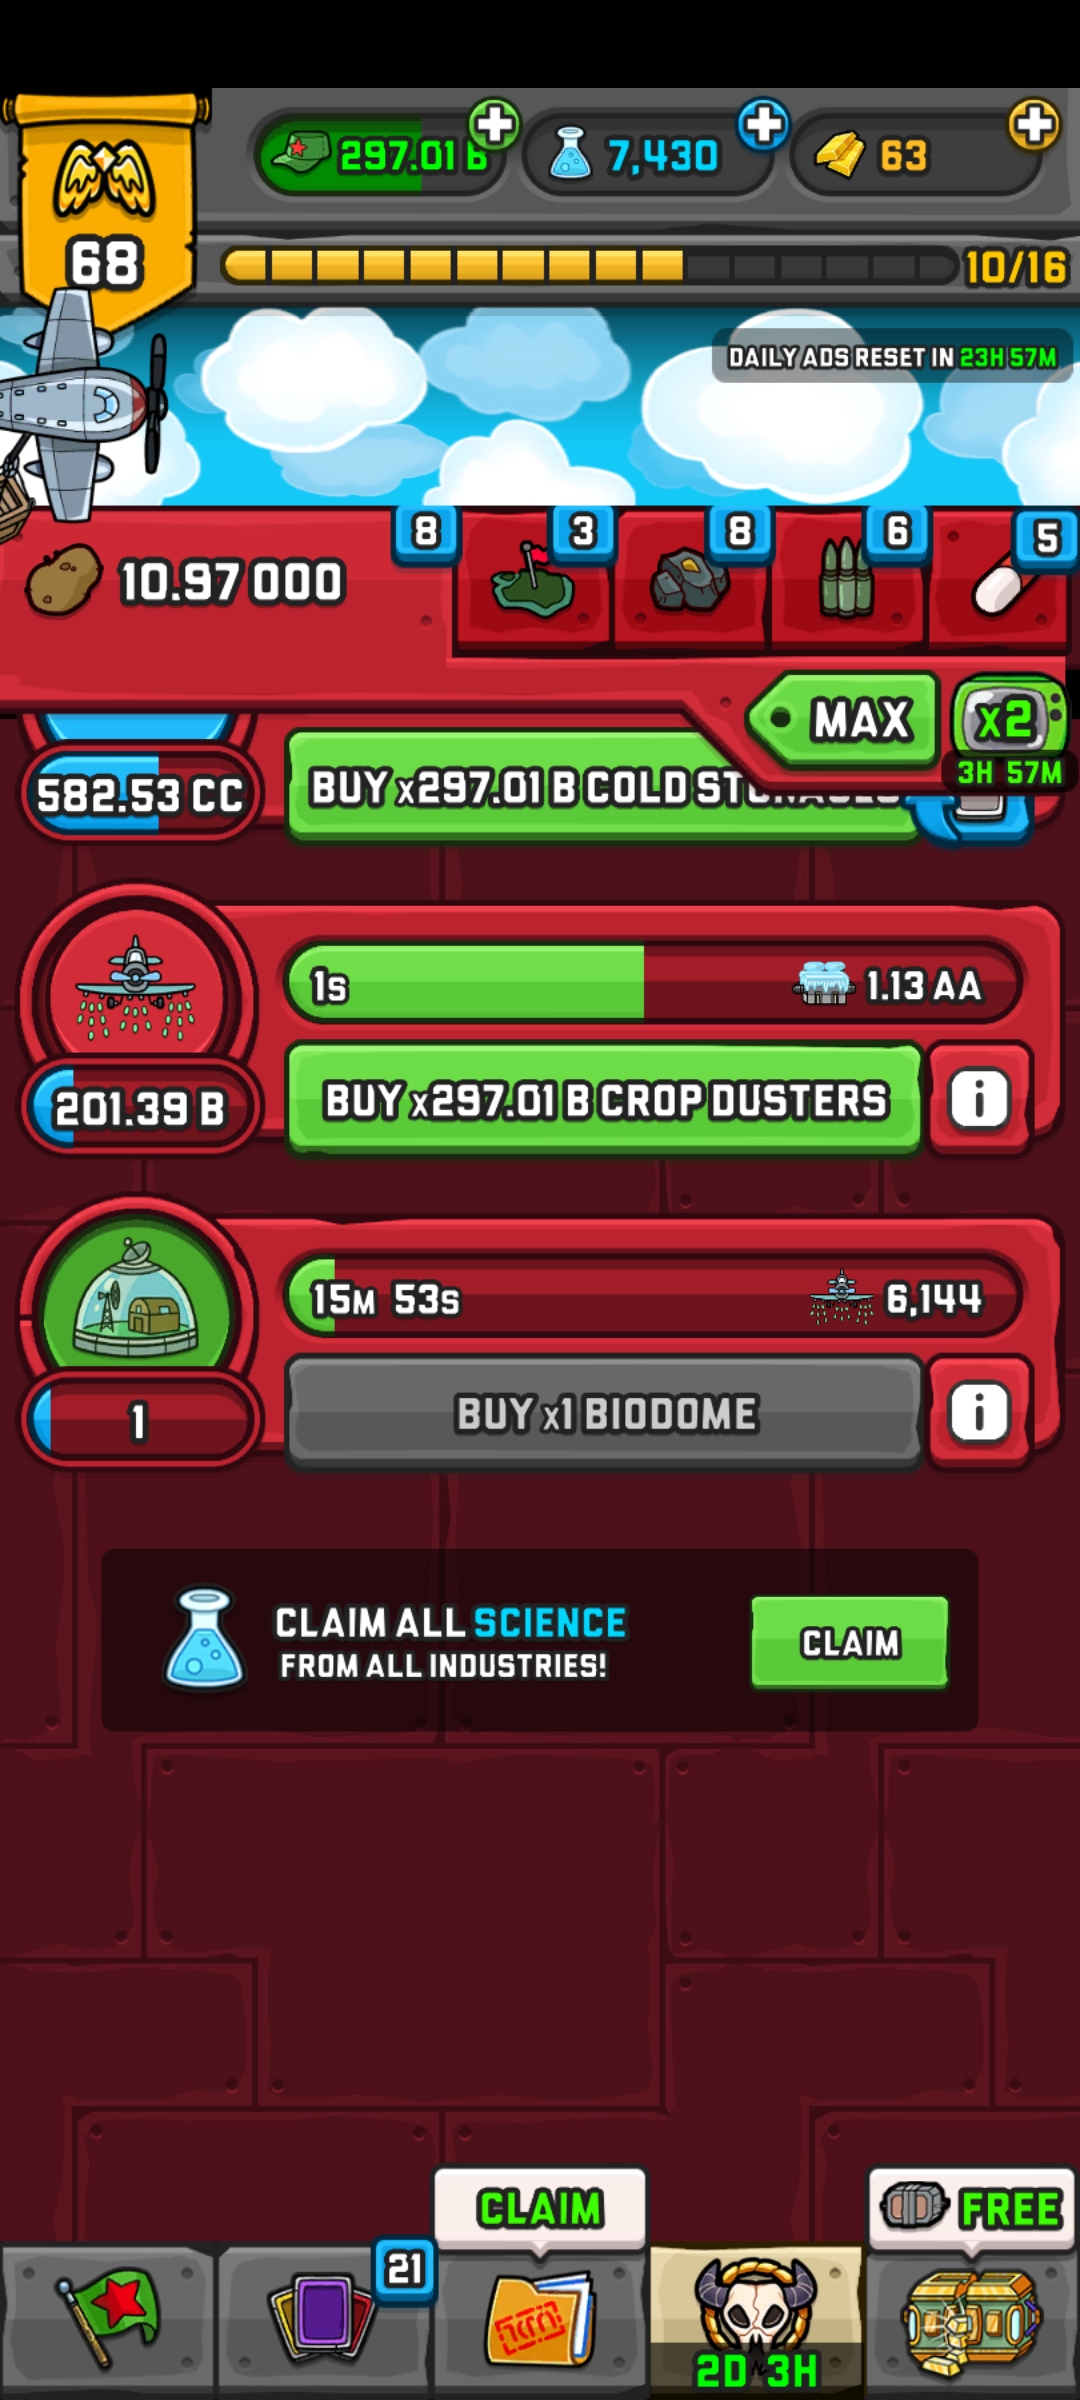 297.01 B
7,430
63
68
10/16
DAILY ADS RESET IN 23H 57M
10.97 000
8
3
8
6
5
MAX
x2
3H 57M
582.53 CC
BUY x297.01 B COLD
1s
1.13 AA
201.39 B
BUY x297.01 B CROP DUSTERS
i
15M 53s
6,144
1
BUY x1 BIODOME
i
CLAIM ALL SCIENCE
FROM ALL INDUSTRIES!
CLAIM
CLAIM
FREE
21
2D 3H